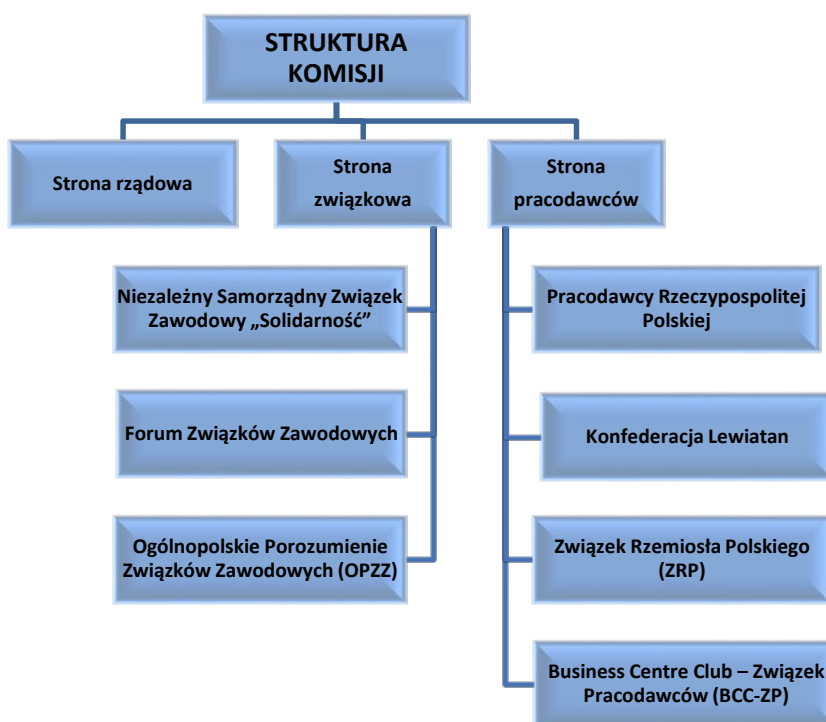 STRUKTURA
KOMISJI
Strona rządowa
Strona
związkowa
Strona
pracodawców
Niezależny Samorządny Związek
Zawodowy „Solidarność”
Forum Związków Zawodowych
Ogólnopolskie Porozumienie
Związków Zawodowych (OPZZ)
Pracodawcy Rzeczypospolitej
Polskiej
Konfederacja Lewiatan
Związek Rzemiosła Polskiego
(ZRP)
Business Centre Club – Związek
Pracodawców (BCC-ZP)